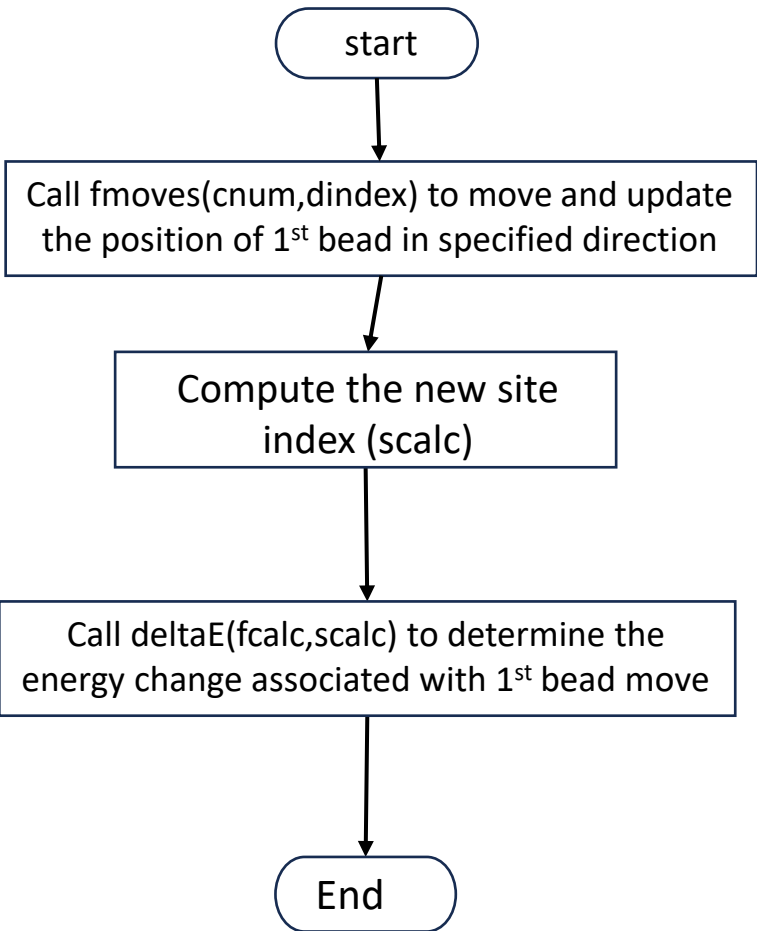 start
Call fmoves(cnum,dindex) to move and update
the position of 1st bead in specified direction
Compute the new site
index (scalc)
Call deltaE(fcalc,scalc) to determine the
energy change associated with 1st bead move
End